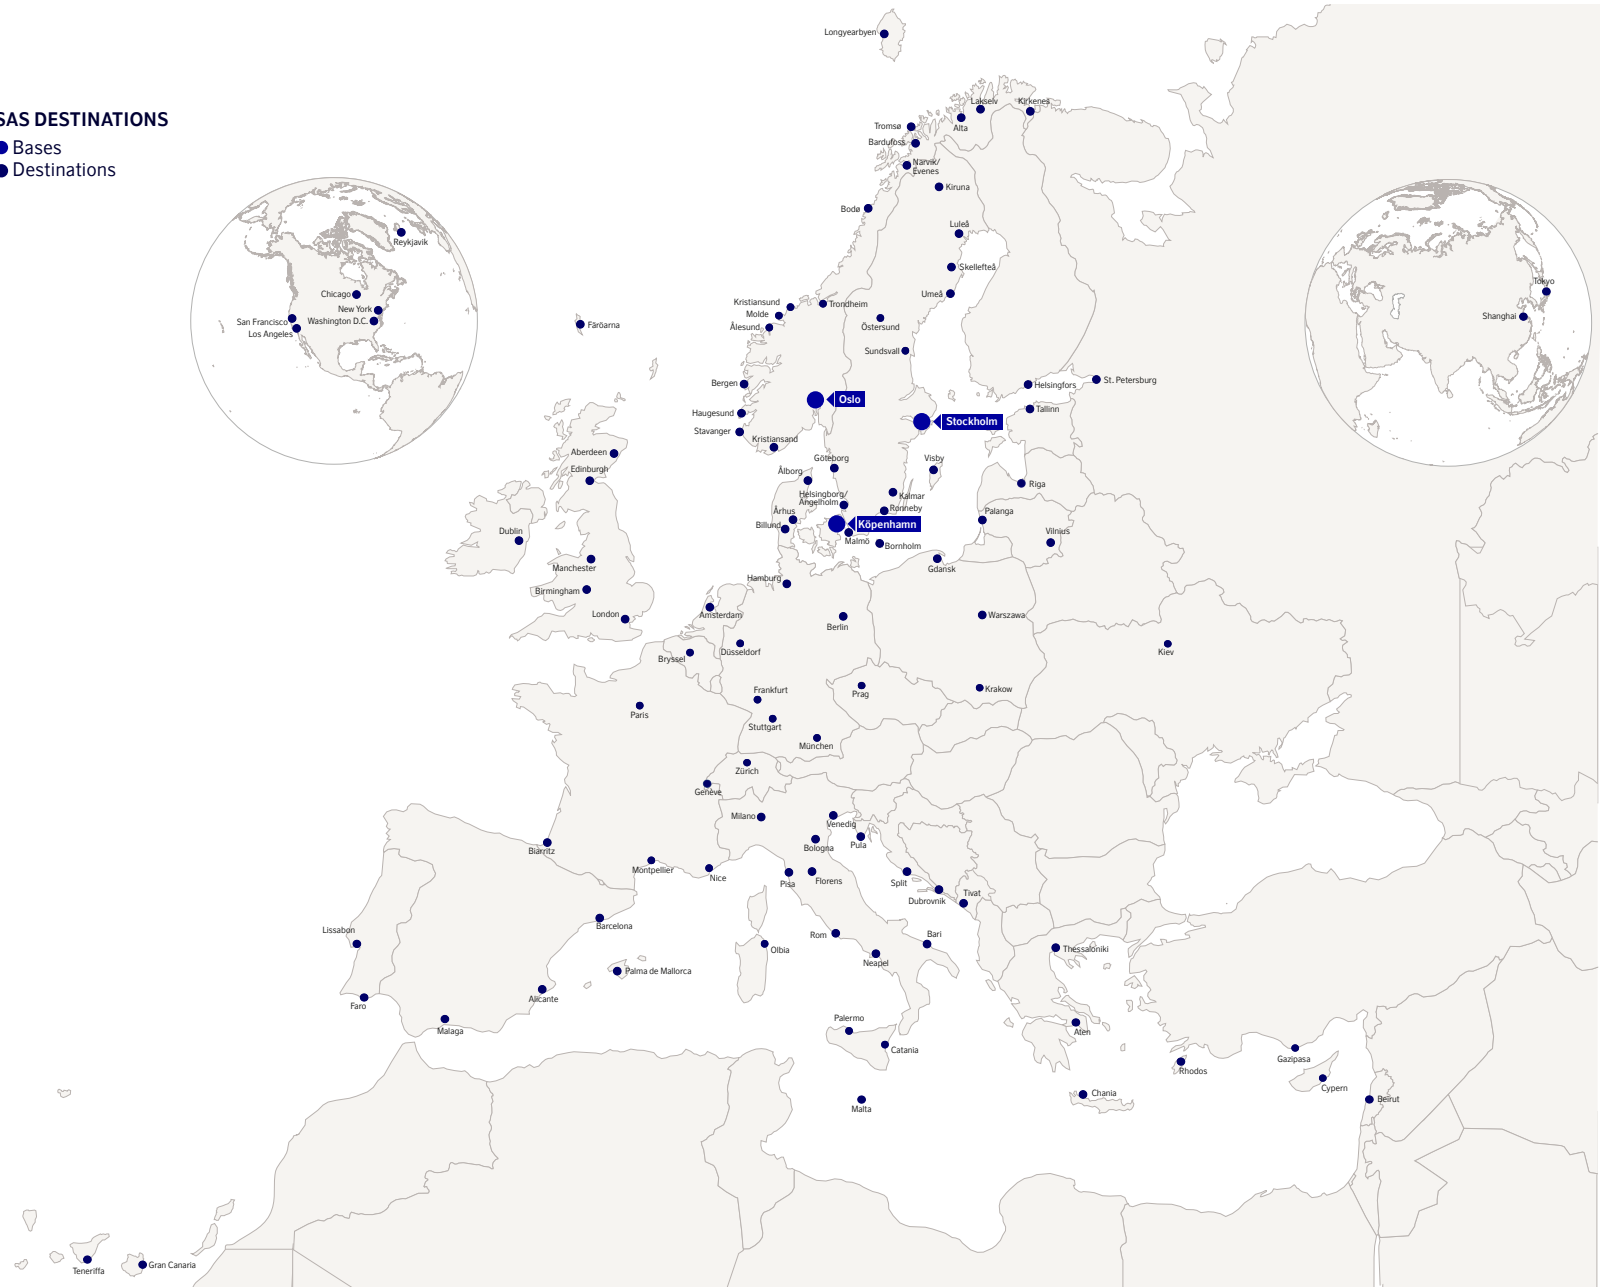 Longyearbyen
SAS DESTINATIONS
Bases
Destinations
Lakselv
Kirkenes
Tromsø
Alta
Bardufoss
Narvik/
Evenes
Kiruna
Bodø
Luleå
Skellefteå
Umeå
Reykjavik
Chicago
New York
San Francisco
Washington D.C.
Los Angeles
Tokyo
Shanghai
Kristiansund
Trondheim
Molde
Ålesund
Östersund
Färöarna
Sundsvall
Bergen
Helsingfors
St. Petersburg
Oslo
Haugesund
Tallinn
Stockholm
Stavanger
Kristiansand
Aberdeen
Göteborg
Visby
Edinburgh
Ålborg
Riga
Helsingborg/
Ängelholm
Kalmar
Ronneby
Århus
Palanga
Billund
Köpenhamn
Dublin
Malmö
Bornholm
Vilnius
Manchester
Gdansk
Hamburg
Birmingham
London
Amsterdam
Warszawa
Berlin
Bryssel
Düsseldorf
Kiev
Frankfurt
Prag
Krakow
Paris
Stuttgart
München
Zürich
Genève
Milano
Venedig
Bologna
Pula
Biarritz
Montpellier
Nice
Pisa
Florens
Split
Dubrovnik
Tivat
Barcelona
Lissabon
Rom
Bari
Olbia
Neapel
Thessaloniki
Palma de Mallorca
Alicante
Faro
Malaga
Palermo
Aten
Catania
Gazipasa
Rhodos
Cypern
Chania
Malta
Beirut
Teneriffa
Gran Canaria